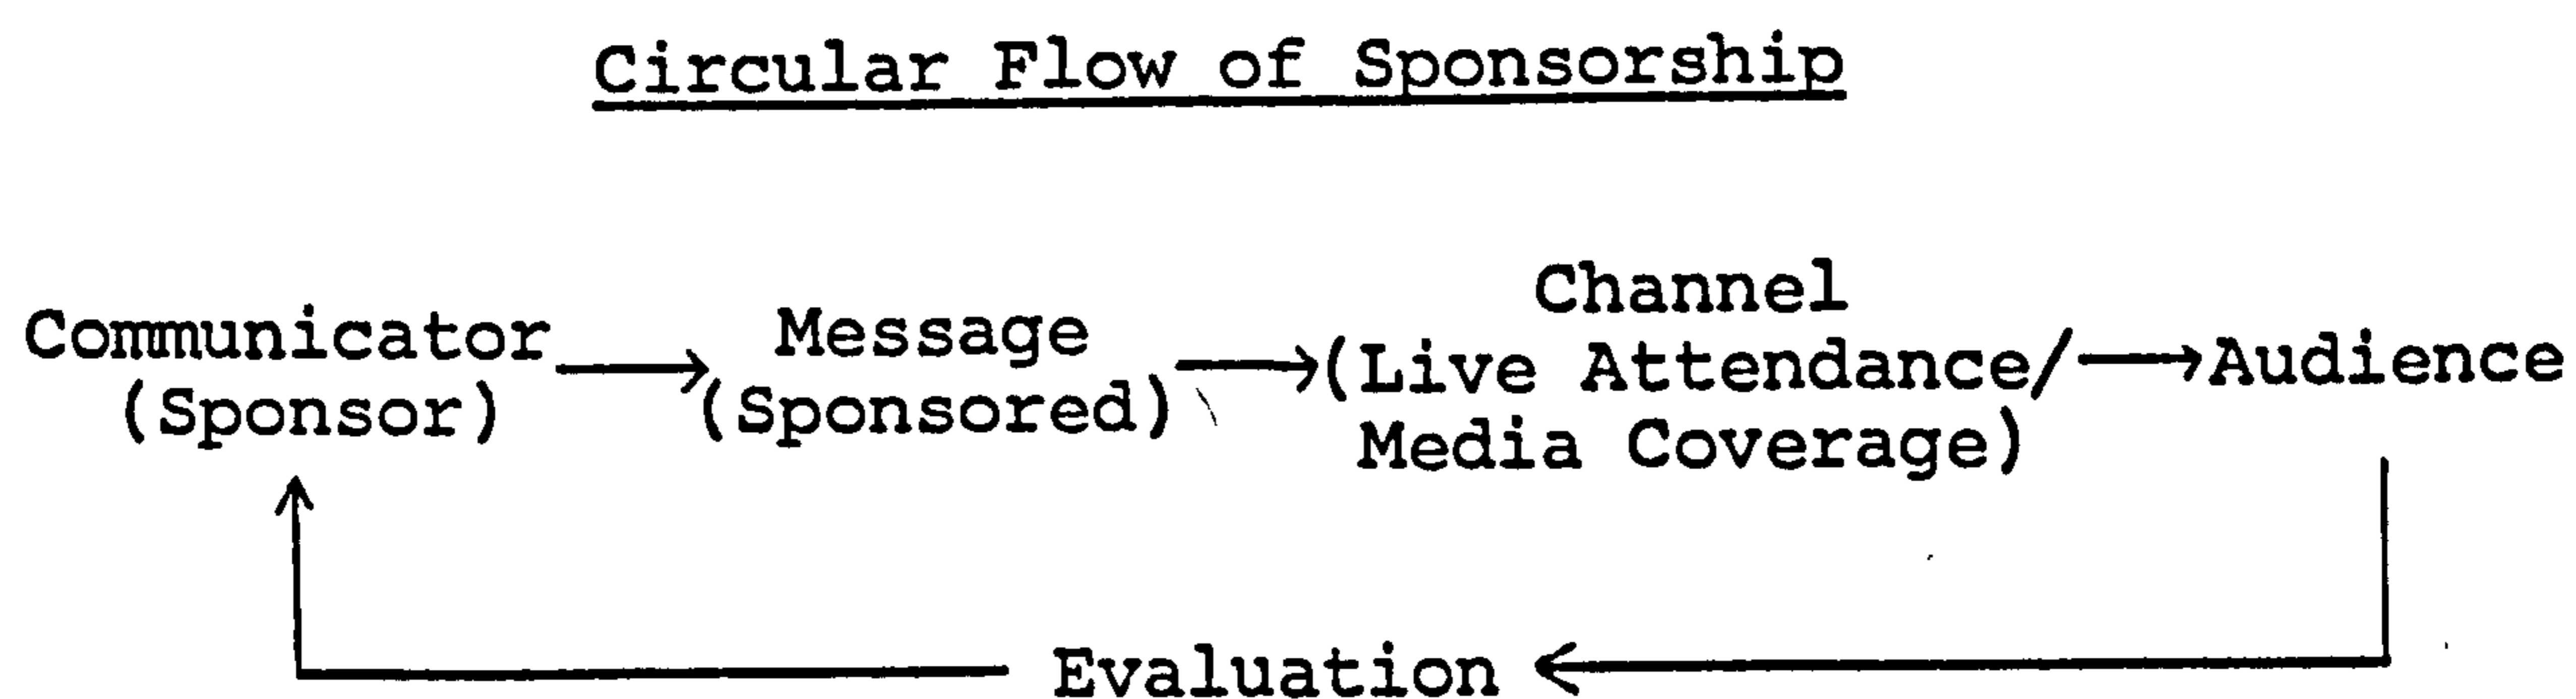 Circular Flow of Sponsorship
Communicator
(Sponsor)
Message
(Sponsored)
Channel
(Live Attendance/
Media Coverage)
Audience
Evaluation